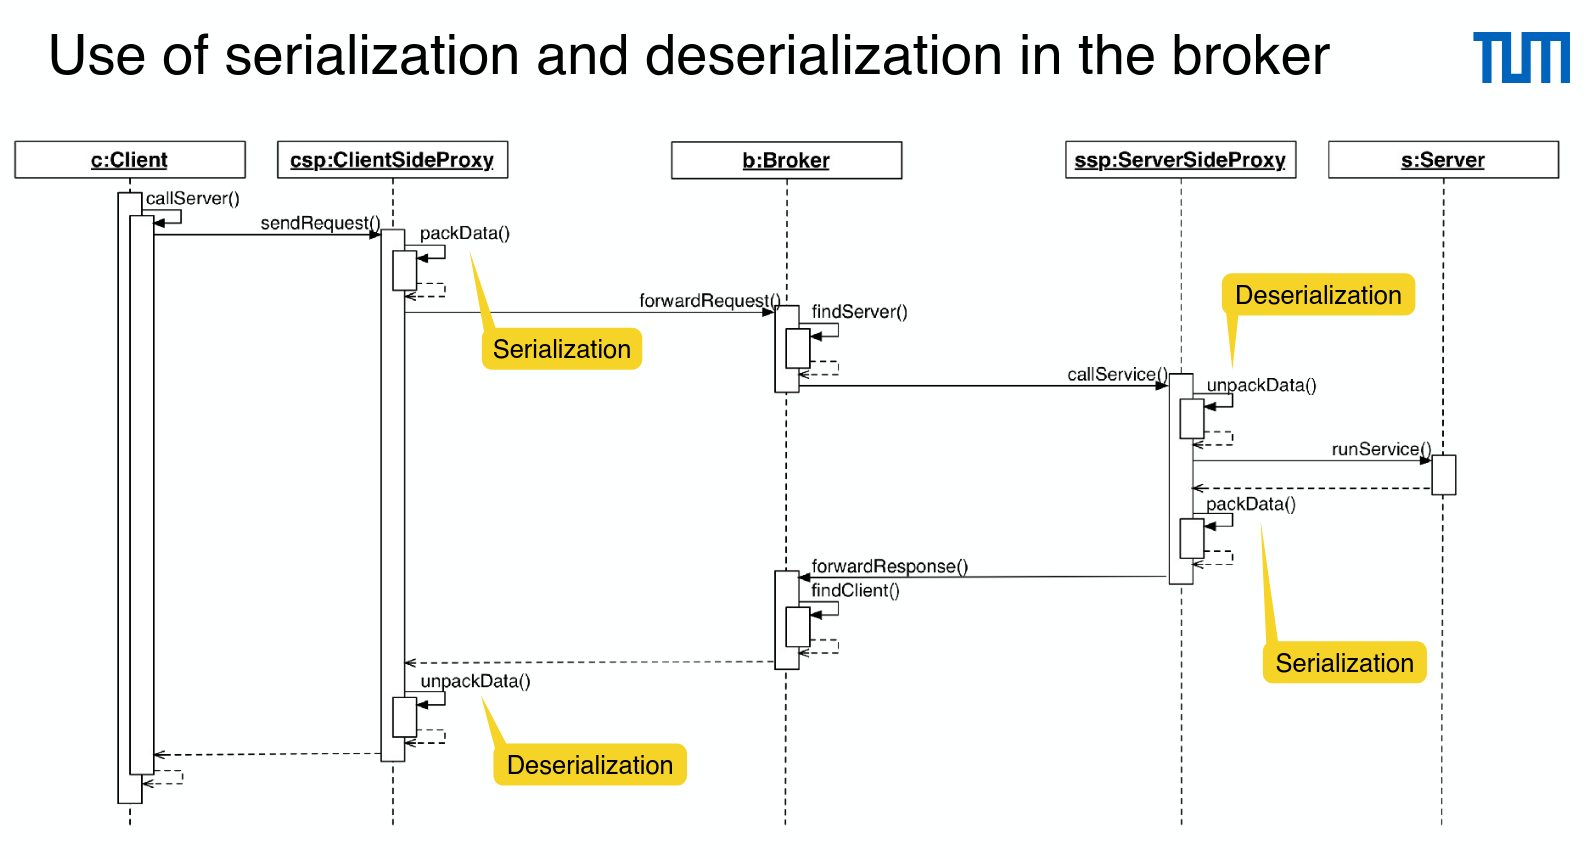 Use of serialization and deserialization in the broker
TUM
c:Client
csp:ClientSideProxy
b:Broker
ssp:ServerSideProxy
s:Server
callServer()
sendRequest()
packData()
Serialization
forwardRequest()
findServer()
Deserialization
callService()
unpackData()
runService()
packData()
Serialization
forwardResponse()
findClient()
unpackData()
Deserialization